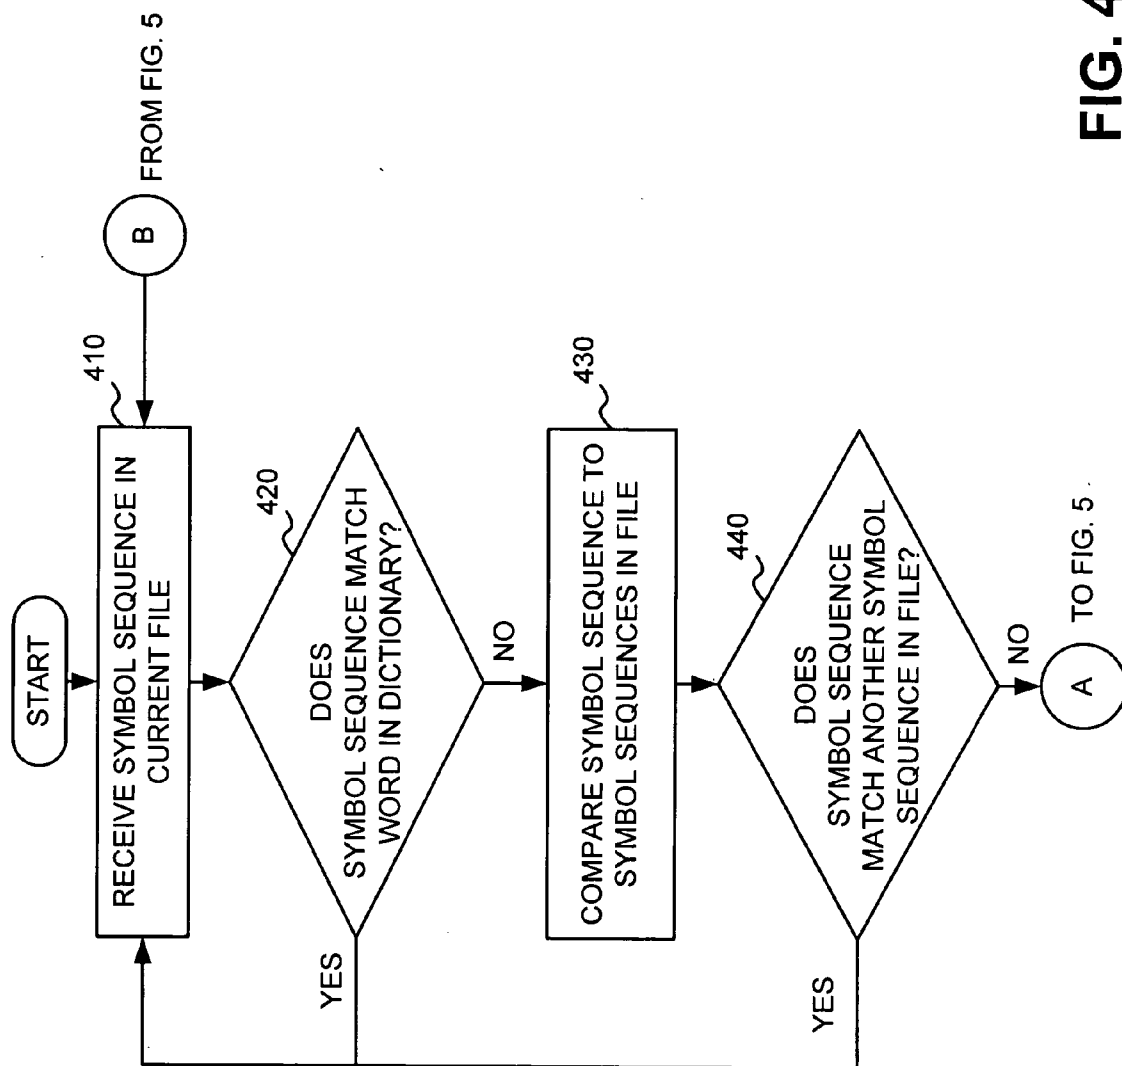 START
410
RECEIVE SYMBOL SEQUENCE IN
CURRENT FILE
B
FROM FIG. 5
420
DOES
SYMBOL SEQUENCE MATCH
WORD IN DICTIONARY?
YES
NO
430
COMPARE SYMBOL SEQUENCE TO
SYMBOL SEQUENCES IN FILE
440
DOES
SYMBOL SEQUENCE
MATCH ANOTHER SYMBOL
SEQUENCE IN FILE?
YES
NO
A
TO FIG. 5
FIG. 4